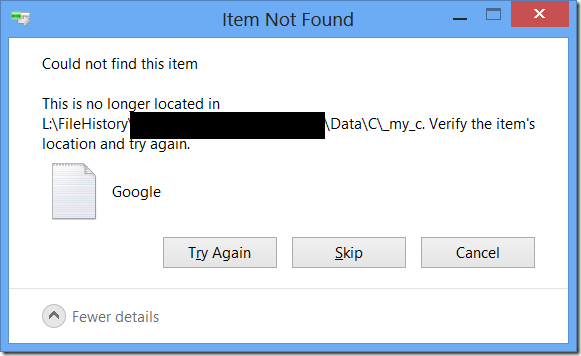 Item Not Found
Could not find this item
This is no longer located in
L:\FileHistory\ \Data\C\_my_c. Verify the item's
location and try again.
Google
Try Again
Skip
Cancel
Fewer details